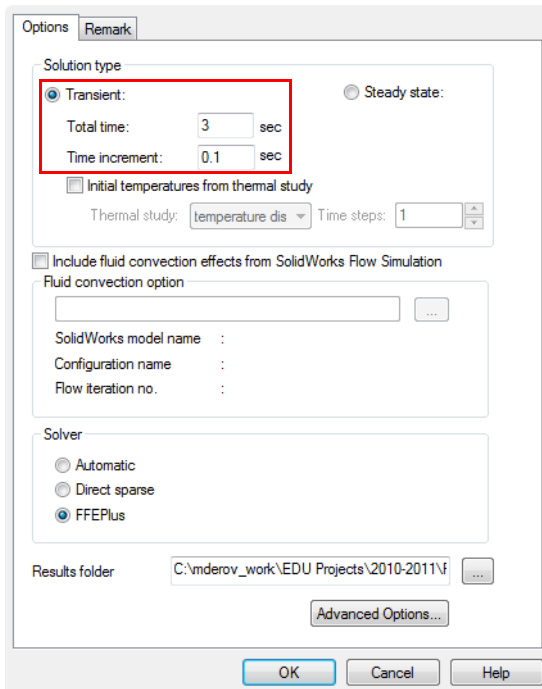 Options Remark
Solution type
Transient: Steady state:
Total time: 3 sec
Time increment: 0.1 sec
Initial temperatures from thermal study
Thermal study: temperature dis Time steps: 1
Include fluid convection effects from SolidWorks Flow Simulation
Fluid convection option
...
SolidWorks model name :
Configuration name :
Flow iteration no. :
Solver
Automatic
Direct sparse
FFEPlus
Results folder C:\mderov_work\EDU Projects\2010-2011\F ...
Advanced Options...
OK Cancel Help